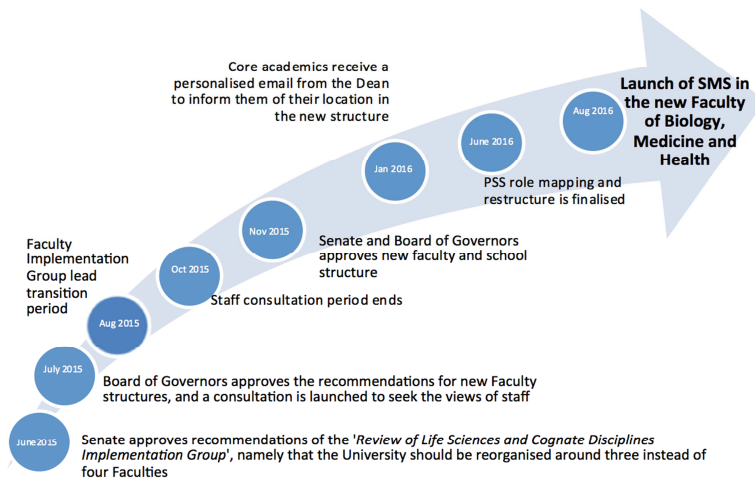 Core academics receive a
personalised email from the Dean
to inform them of their location in
the new structure
Launch of SMS in
the new Faculty
of Biology,
Medicine and
Health
Aug 2016
June 2016
Jan 2016
PSS role mapping and
restructure is finalised
Nov 2015
Senate and Board of Governors
approves new faculty and school
structure
Faculty
Implementation
Group lead
transition
period
Oct 2015
Staff consultation period ends
Aug 2015
July 2015
Board of Governors approves the recommendations for new Faculty
structures, and a consultation is launched to seek the views of staff
June2015
Senate approves recommendations of the 'Review of Life Sciences and Cognate Disciplines
Implementation Group', namely that the University should be reorganised around three instead of
four Faculties